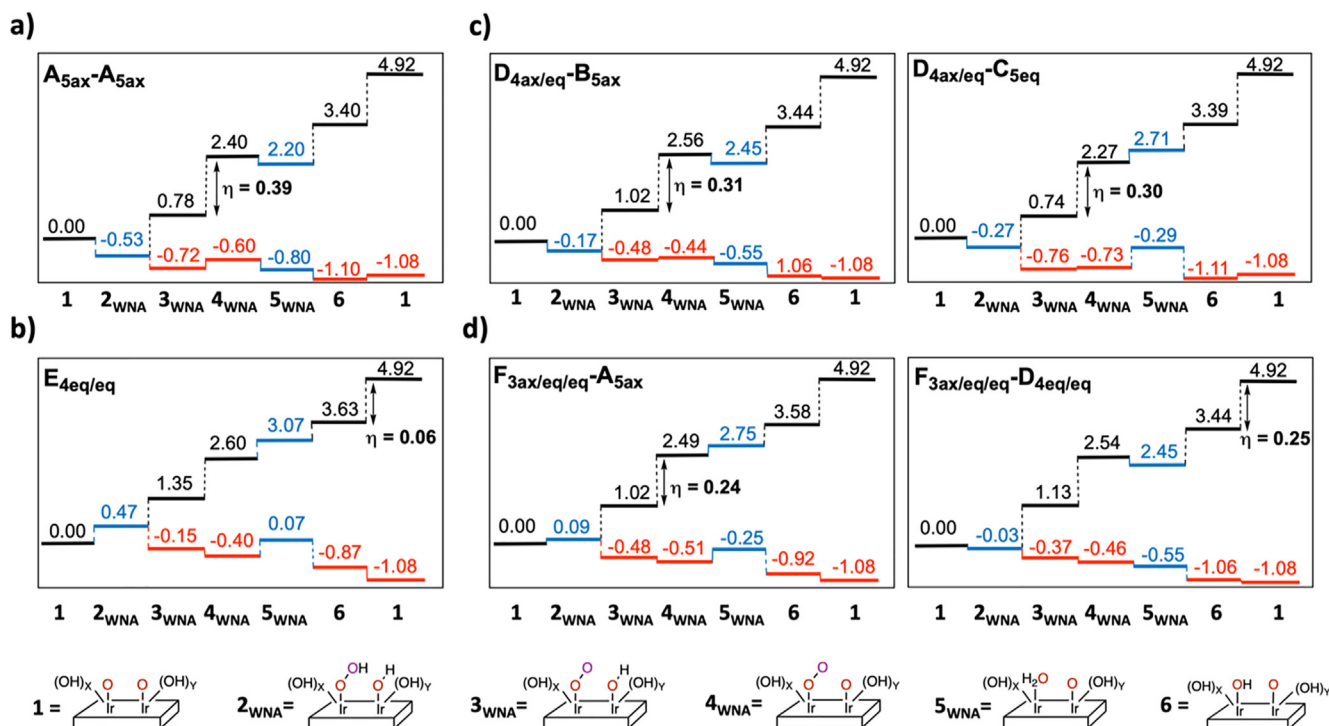 a)
A5ax-A5ax
0.00
-0.53
0.78
-0.72
2.40
-0.60
η = 0.39
2.20
-0.80
3.40
-1.10
4.92
-1.08
1 2WNA 3WNA 4WNA 5WNA 6 1
c)
D4ax/eq-B5ax
0.00
-0.17
1.02
-0.48
2.56
-0.44
η = 0.31
2.45
-0.55
3.44
1.06
4.92
-1.08
1 2WNA 3WNA 4WNA 5WNA 6 1
D4ax/eq-C5eq
0.00
-0.27
0.74
-0.76
2.27
-0.73
η = 0.30
2.71
-0.29
3.39
-1.11
4.92
-1.08
1 2WNA 3WNA 4WNA 5WNA 6 1
b)
E4eq/eq
0.00
0.47
1.35
-0.15
2.60
-0.40
3.07
0.07
3.63
-0.87
4.92
η = 0.06
-1.08
1 2WNA 3WNA 4WNA 5WNA 6 1
d)
F3ax/eq/eq-A5ax
0.00
0.09
1.02
-0.48
2.49
-0.51
η = 0.24
2.75
-0.25
3.58
-0.92
4.92
-1.08
1 2WNA 3WNA 4WNA 5WNA 6 1
F3ax/eq/eq-D4eq/eq
0.00
-0.03
1.13
-0.37
2.54
-0.46
2.45
-0.55
3.44
-1.06
4.92
η = 0.25
-1.08
1 2WNA 3WNA 4WNA 5WNA 6 1
1 =
(OH)X O O (OH)Y
Ir Ir
2WNA=
OH
(OH)X O O H (OH)Y
Ir Ir
3WNA=
O
(OH)X O O H (OH)Y
Ir Ir
4WNA=
O
(OH)X O O (OH)Y
Ir Ir
5WNA=
(OH)X H2O O (OH)Y
Ir Ir
6 =
(OH)X OH O (OH)Y
Ir Ir